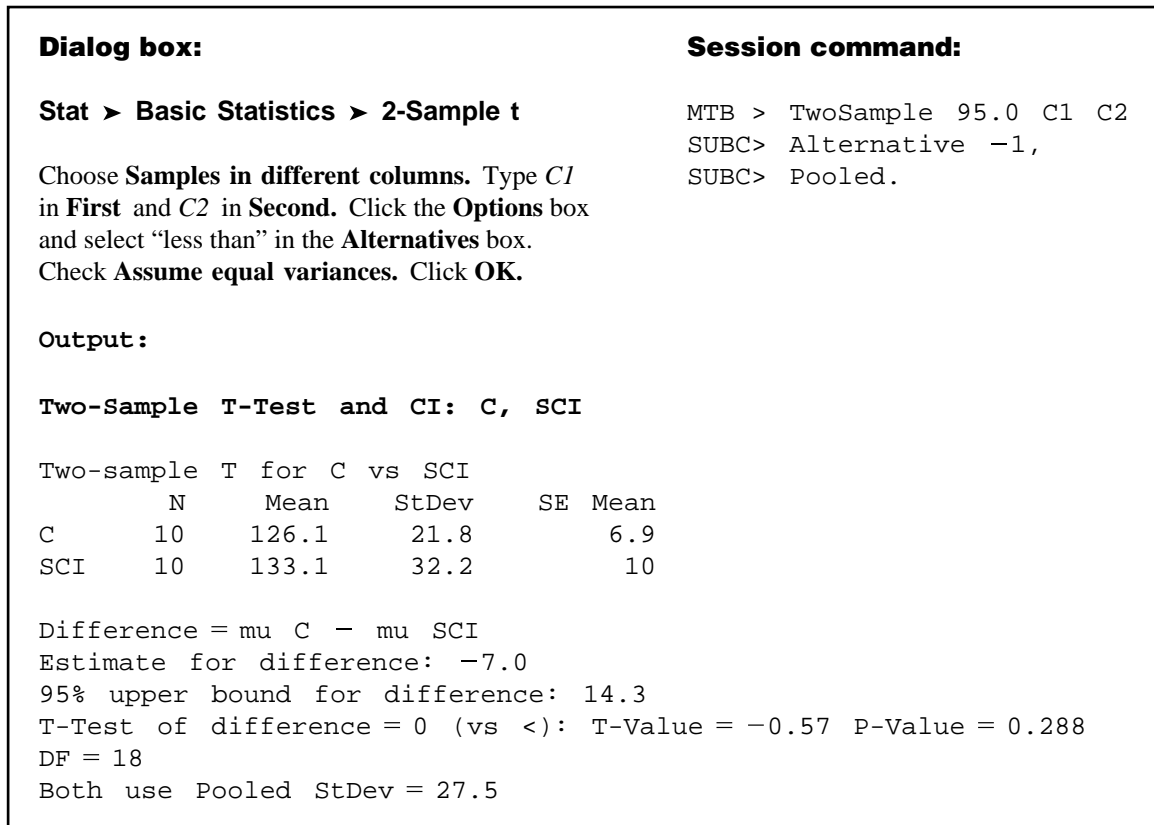 Dialog box:
Stat ➤ Basic Statistics ➤ 2-Sample t
Choose Samples in different columns. Type C1
in First and C2 in Second. Click the Options box
and select “less than” in the Alternatives box.
Check Assume equal variances. Click OK.
Session command:
MTB > TwoSample 95.0 C1 C2
SUBC> Alternative −1,
SUBC> Pooled.
Output:
Two-Sample T-Test and CI: C, SCI
Two-sample T for C vs SCI
N Mean StDev SE Mean
C 10 126.1 21.8 6.9
SCI 10 133.1 32.2 10
Difference = mu C − mu SCI
Estimate for difference: −7.0
95% upper bound for difference: 14.3
T-Test of difference = 0 (vs <): T-Value = −0.57 P-Value = 0.288
DF = 18
Both use Pooled StDev = 27.5